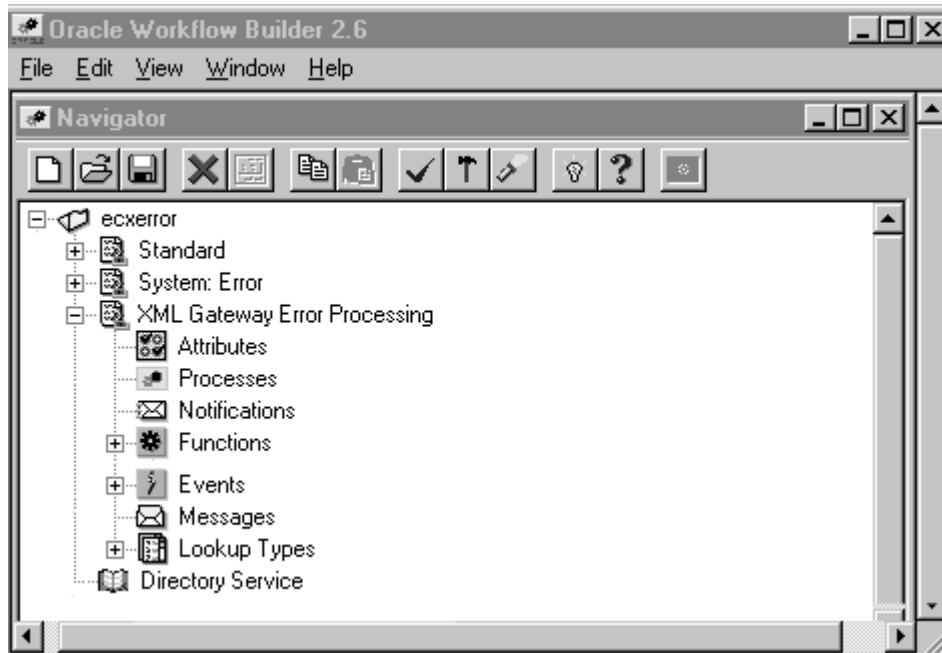 Oracle Workflow Builder 2.6
File Edit View Window Help
Navigator
ecxerror
Standard
System: Error
XML Gateway Error Processing
Attributes
Processes
Notifications
Functions
Events
Messages
Lookup Types
Directory Service